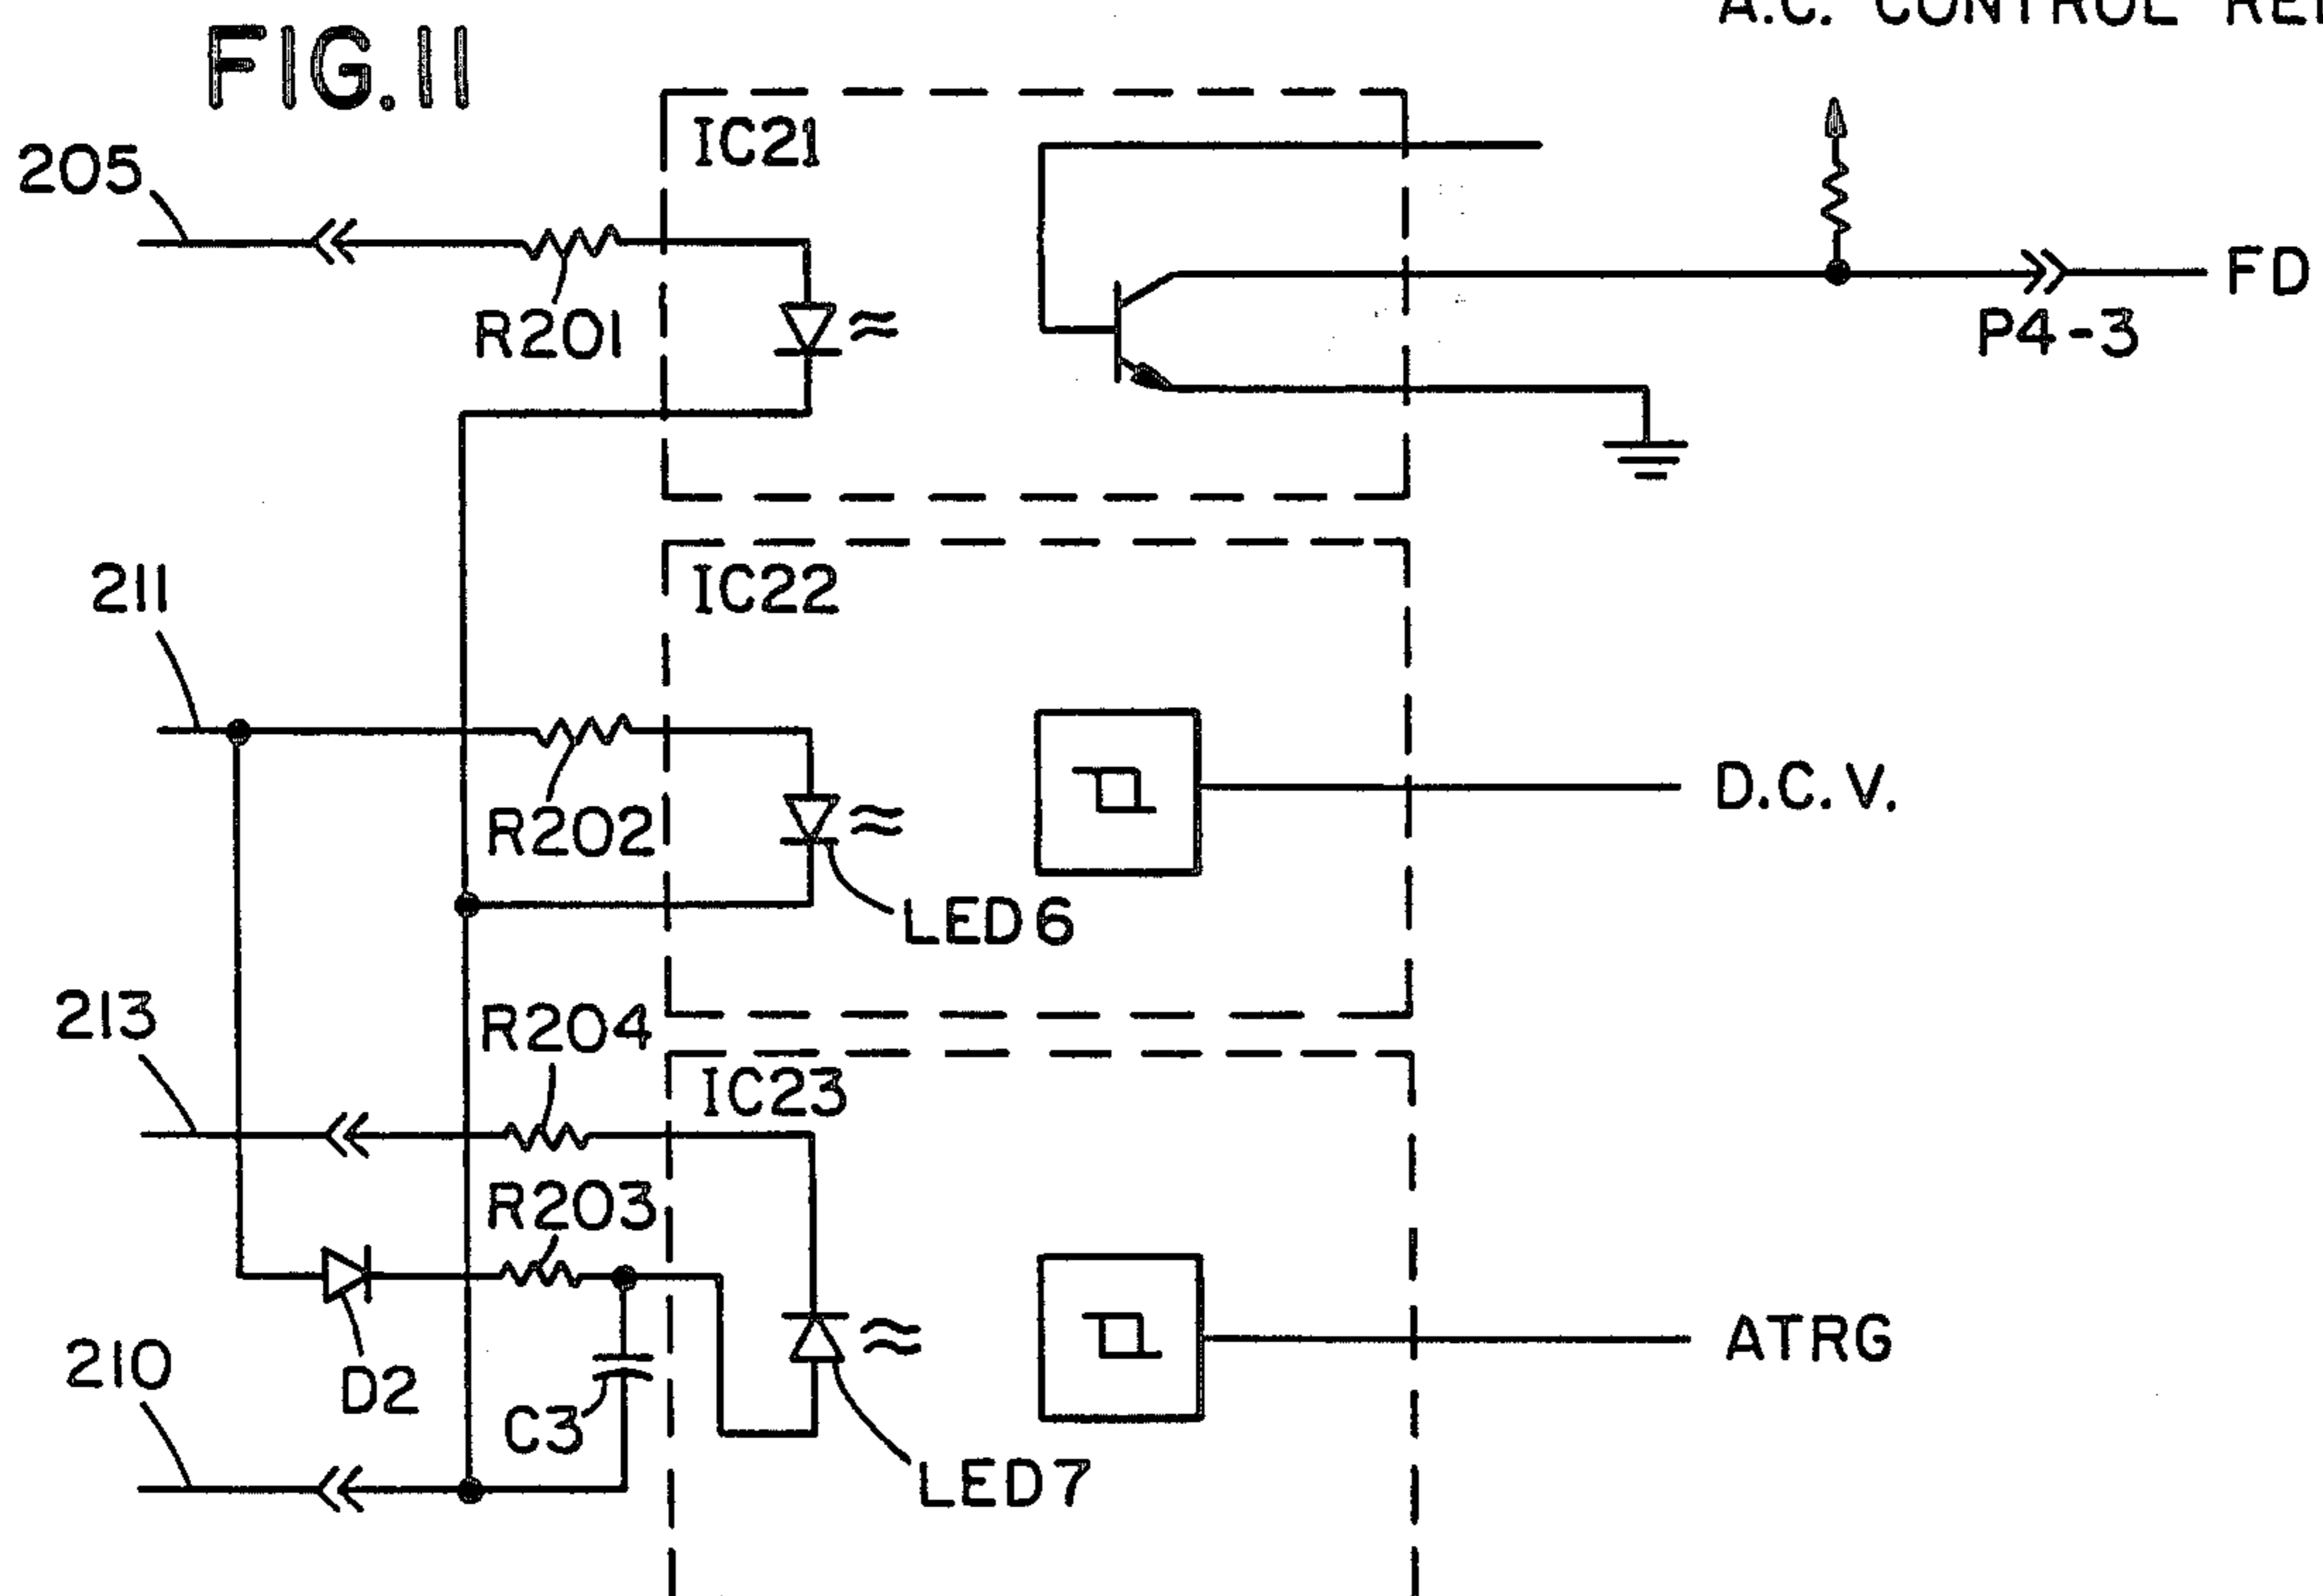 A.C. CONTROL
FIG.11
IC21
205
R201
FD
P4-3
211
IC22
R202
D.C.V.
LED6
213
R204
IC23
R203
210
D2
C3
ATRG
LED7